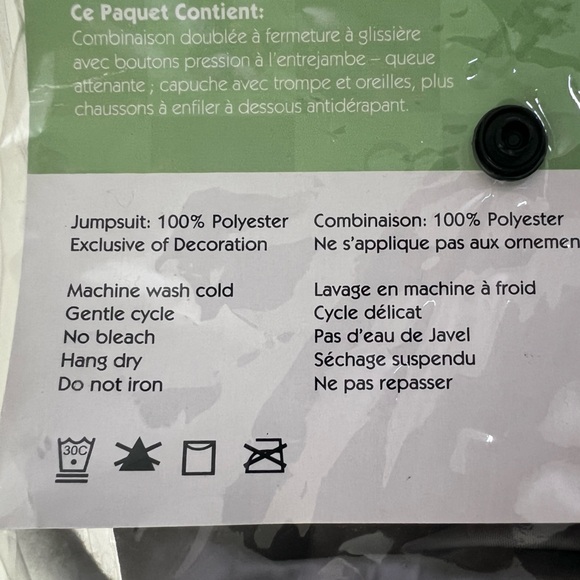 Ce Paquet Contient:
Combinaison doublée à fermeture à glissière
avec boutons pression à l'entrejambe – queue
attenante ; capuche avec trompe et oreilles, plus
chaussons à enfiler à dessous antidérapant.
Jumpsuit: 100% Polyester
Exclusive of Decoration
Machine wash cold
Gentle cycle
No bleach
Hang dry
Do not iron
Combinaison: 100% Polyester
Ne s'applique pas aux ornemen
Lavage en machine à froid
Cycle délicat
Pas d'eau de Javel
Séchage suspendu
Ne pas repasser
30C